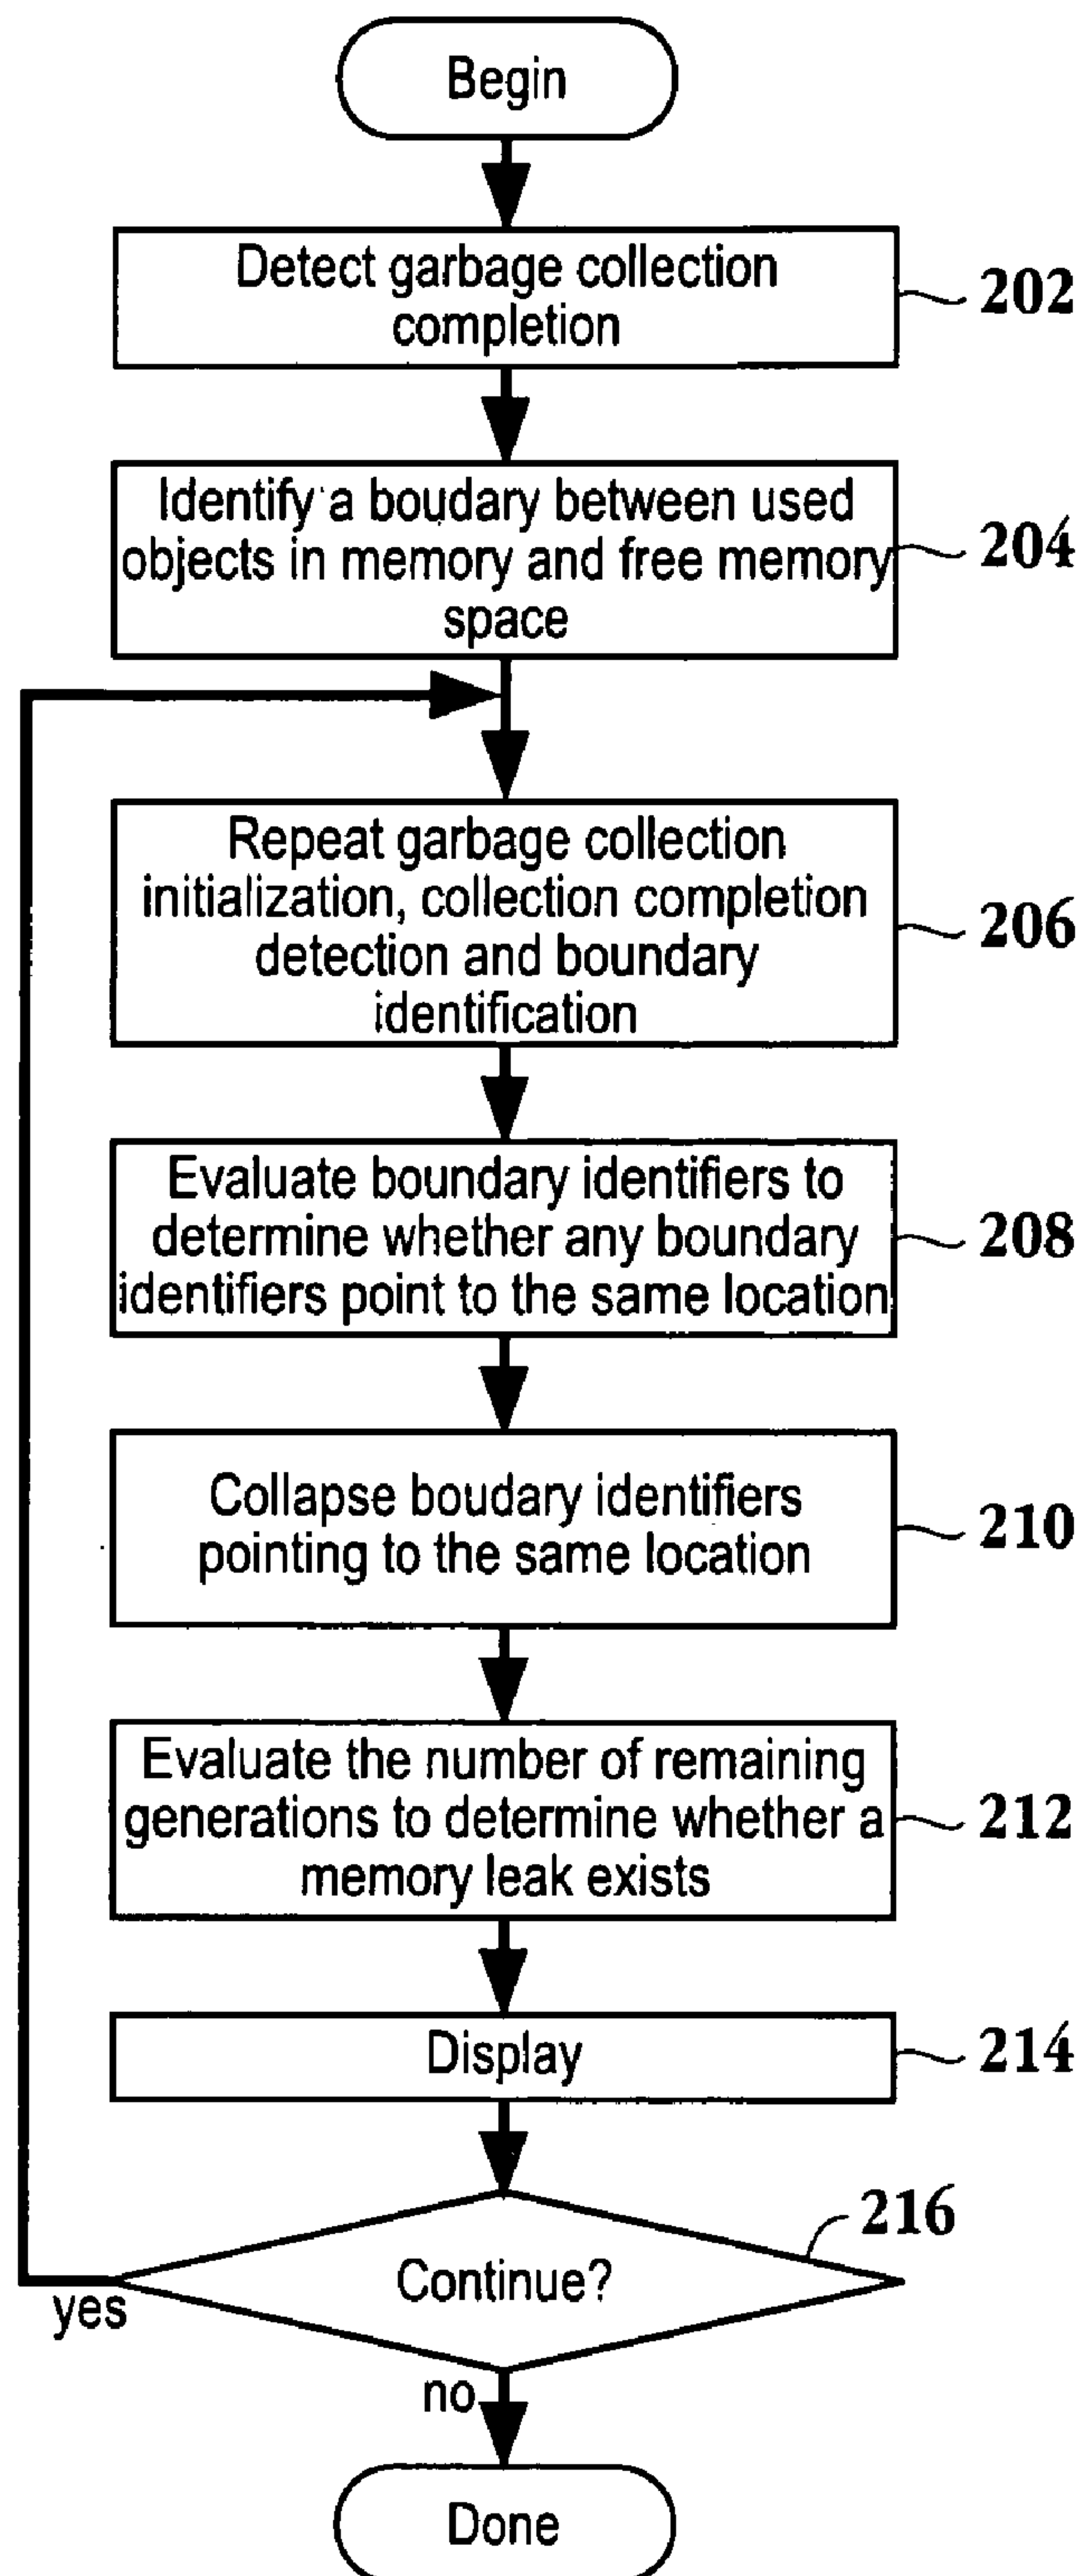 Begin
Detect garbage collection
completion
202
Identify a boudary between used
objects in memory and free memory
space
204
Repeat garbage collection
initialization, collection completion
detection and boundary
identification
206
Evaluate boundary identifiers to
determine whether any boundary
identifiers point to the same location
208
Collapse boudary identifiers
pointing to the same location
210
Evaluate the number of remaining
generations to determine whether a
memory leak exists
212
Display
214
216
Continue?
yes
no
Done